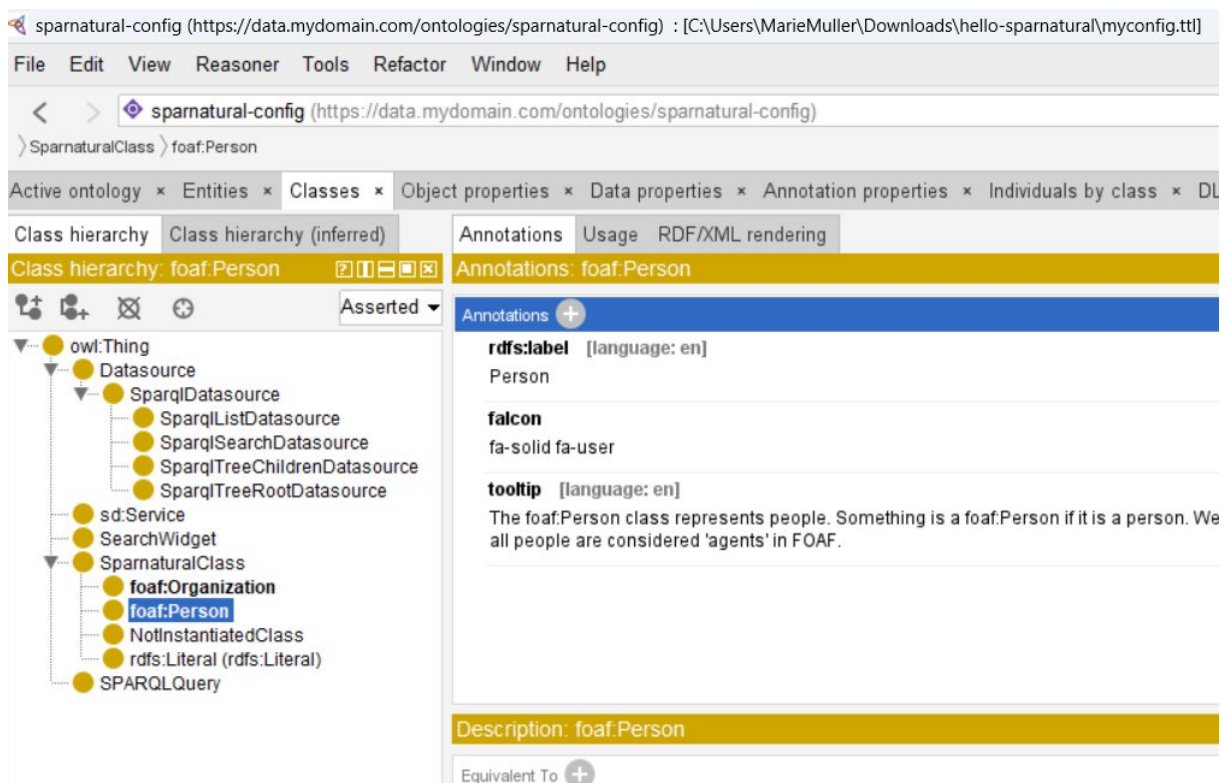 sparnatural-config (https://data.mydomain.com/ontologies/sparnatural-config) : [C:\Users\MarieMuller\Downloads\hello-sparnatural\myconfig.ttl]
File Edit View Reasoner Tools Refactor Window Help
sparnatural-config (https://data.mydomain.com/ontologies/sparnatural-config)
SparnaturalClass foaf:Person
Active ontology × Entities × Classes × Object properties × Data properties × Annotation properties × Individuals by class × DL
Class hierarchy Class hierarchy (inferred)
Class hierarchy: foaf:Person
Asserted
owl:Thing
Datasource
SparqlDatasource
SparqlListDatasource
SparqlSearchDatasource
SparqlTreeChildrenDatasource
SparqlTreeRootDatasource
sd:Service
SearchWidget
SparnaturalClass
foaf:Organization
foaf:Person
NotInstantiatedClass
rdfs:Literal (rdfs:Literal)
SPARQLQuery
Annotations Usage RDF/XML rendering
Annotations: foaf:Person
Annotations
rdfs:label [language: en]
Person
faIcon
fa-solid fa-user
tooltip [language: en]
The foaf:Person class represents people. Something is a foaf:Person if it is a person. We
all people are considered 'agents' in FOAF.
Description: foaf:Person
Equivalent To